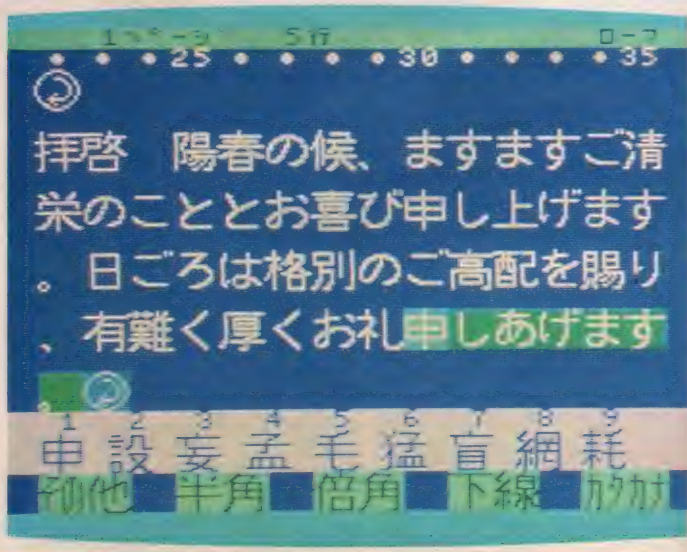 1ページ 5行 ローマ
25 30 35
拝啓 陽春の候、ますますご清
栄のこととお喜び申し上げます
。日ごろは格別のご高配を賜り
、有難く厚くお礼申しあげます
。
1 2 3 4 5 6 7 8 9
申 設 妄 孟 毛 猛 盲 網 耗
その他 半角 倍角 下線 カタカナ